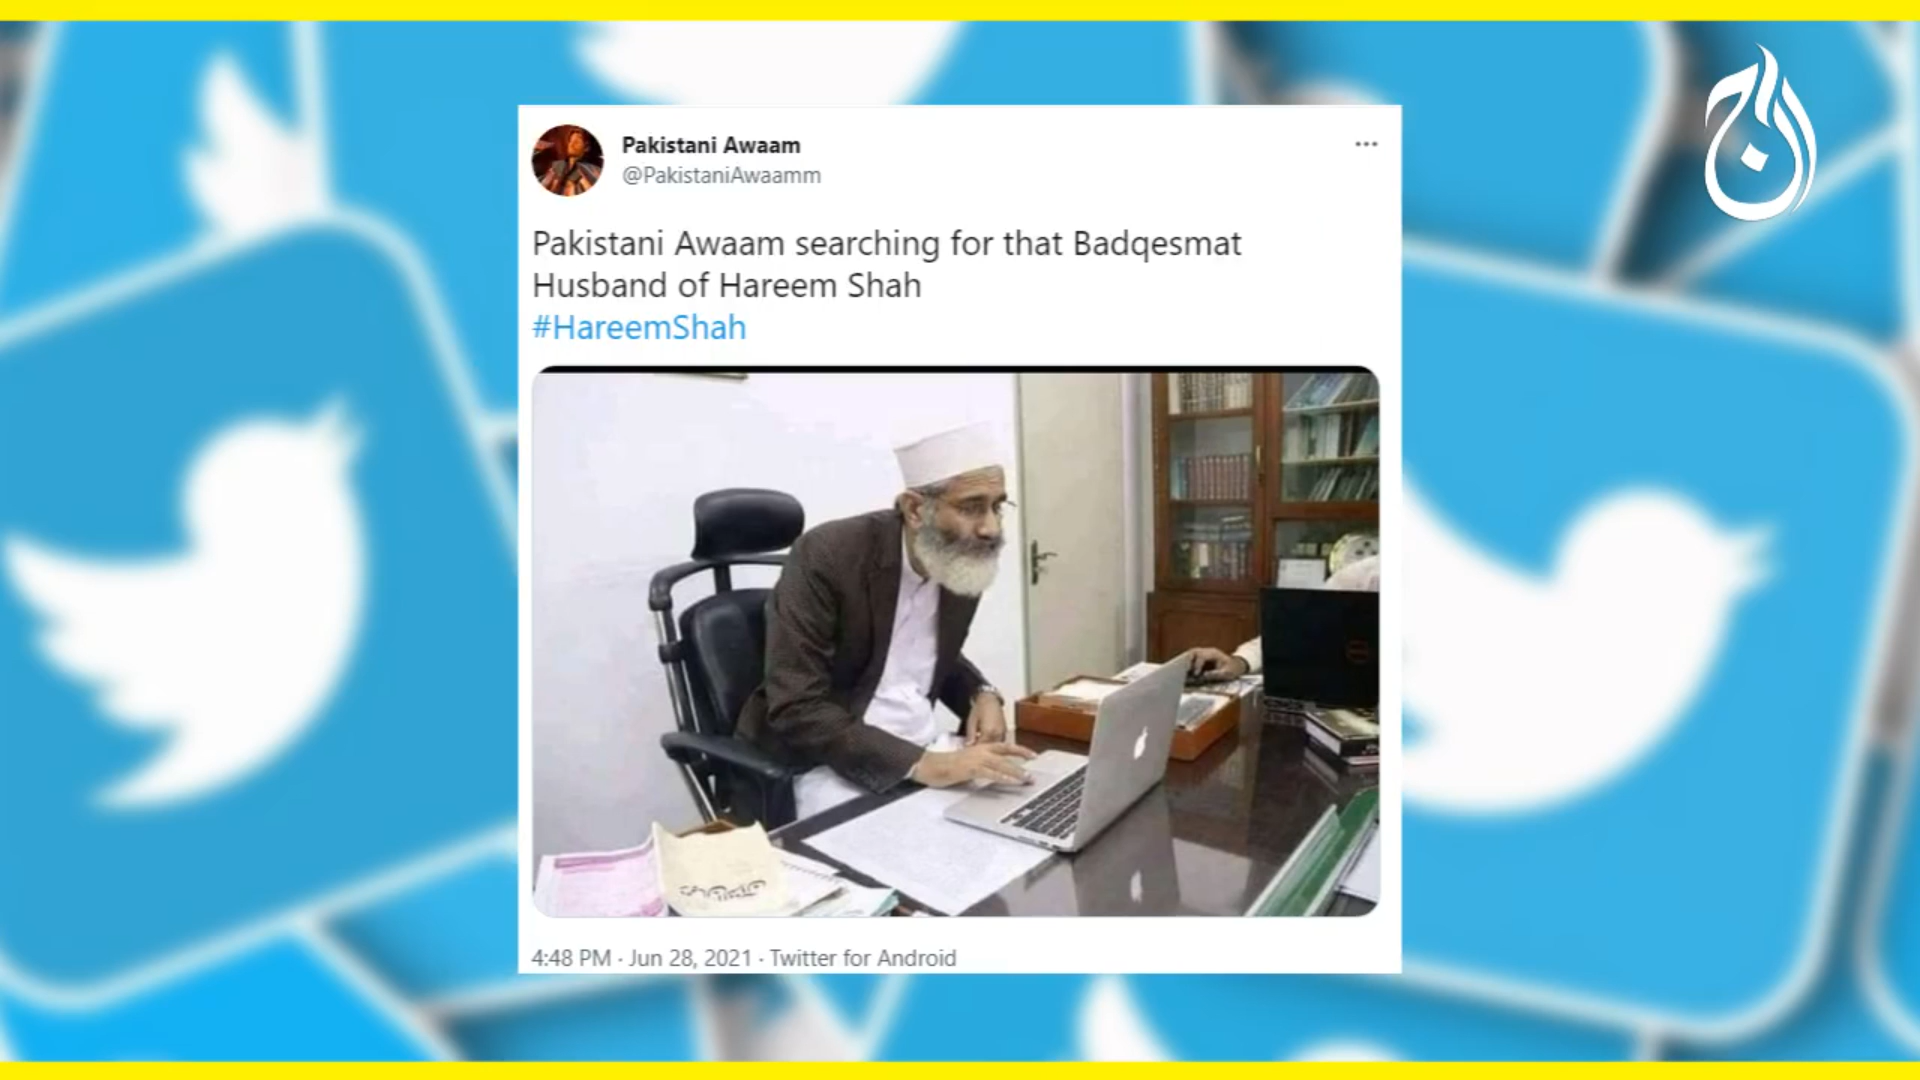 آج
Pakistani Awaam
@PakistaniAwaamm
Pakistani Awaam searching for that Badqesmat
Husband of Hareem Shah
#HareemShah
4:48 PM · Jun 28, 2021 · Twitter for Android